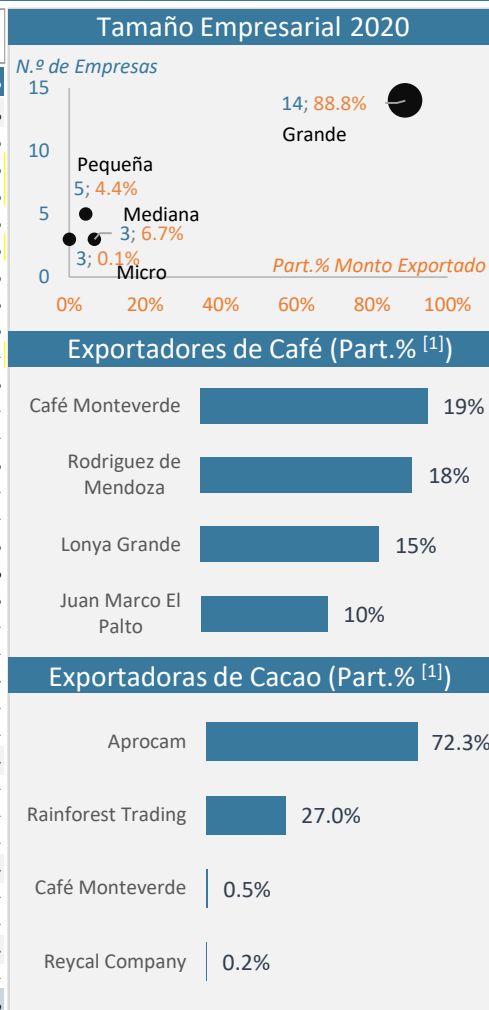 Tamaño Empresarial 2020
N.º de Empresas
15
14; 88.8%
Grande
10
Pequeña
5; 4.4%
5
Mediana
3; 6.7%
3; 0.1%
Micro
Part.% Monto Exportado
0
0% 20% 40% 60% 80% 100%
Exportadores de Café (Part.% [1])
Café Monteverde 19%
Rodriguez de
Mendoza
18%
Lonya Grande 15%
Juan Marco El
Palto
10%
Exportadoras de Cacao (Part.% [1])
Aprocam 72.3%
Rainforest Trading 27.0%
Café Monteverde 0.5%
Reycal Company 0.2%